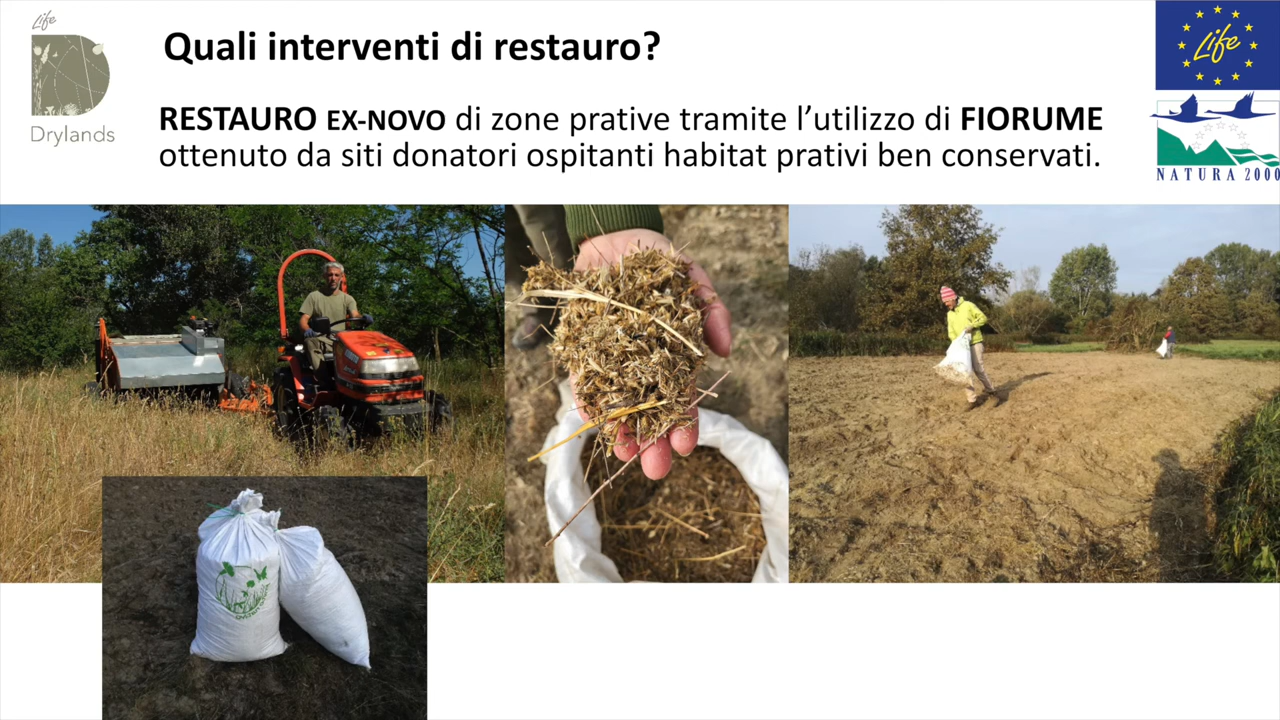 Life
Drylands
Quali interventi di restauro?
RESTAURO EX-NOVO di zone prative tramite l'utilizzo di FIORUME
ottenuto da siti donatori ospitanti habitat prativi ben conservati.
Life
NATURA 2000